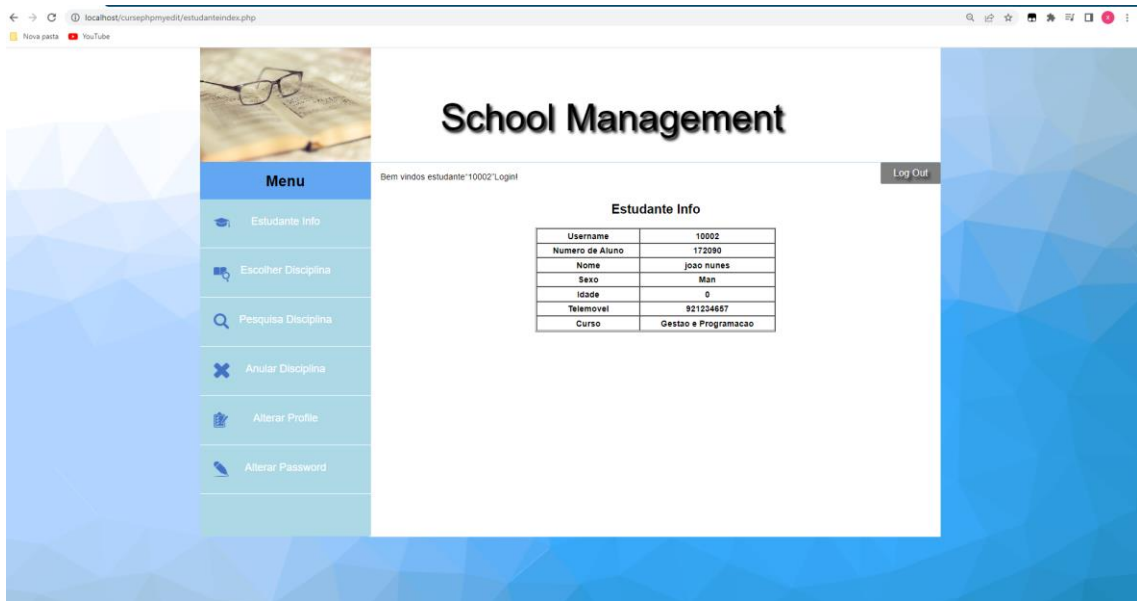 localhost/cursephpmyedit/estudanteindex.php
Nova pasta YouTube
School Management
Menu
Bem vindos estudante"10002"Login!
Log Out
Estudante Info
Escolher Disciplina
Pesquisa Disciplina
Anular Disciplina
Alterar Profile
Alterar Password
Estudante Info
Username 10002
Numero de Aluno 172090
Nome joao nunes
Sexo Man
Idade 0
Telemovel 921234657
Curso Gestao e Programacao